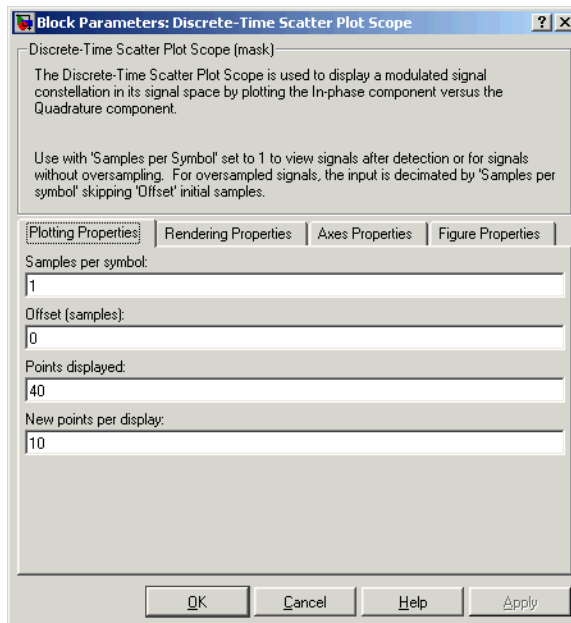 Block Parameters: Discrete-Time Scatter Plot Scope
Discrete-Time Scatter Plot Scope (mask)
The Discrete-Time Scatter Plot Scope is used to display a modulated signal
constellation in its signal space by plotting the In-phase component versus the
Quadrature component.
Use with 'Samples per Symbol' set to 1 to view signals after detection or for signals
without oversampling. For oversampled signals, the input is decimated by 'Samples per
symbol' skipping 'Offset' initial samples.
Plotting Properties Rendering Properties Axes Properties Figure Properties
Samples per symbol:
1
Offset (samples):
0
Points displayed:
40
New points per display:
10
OK Cancel Help Apply